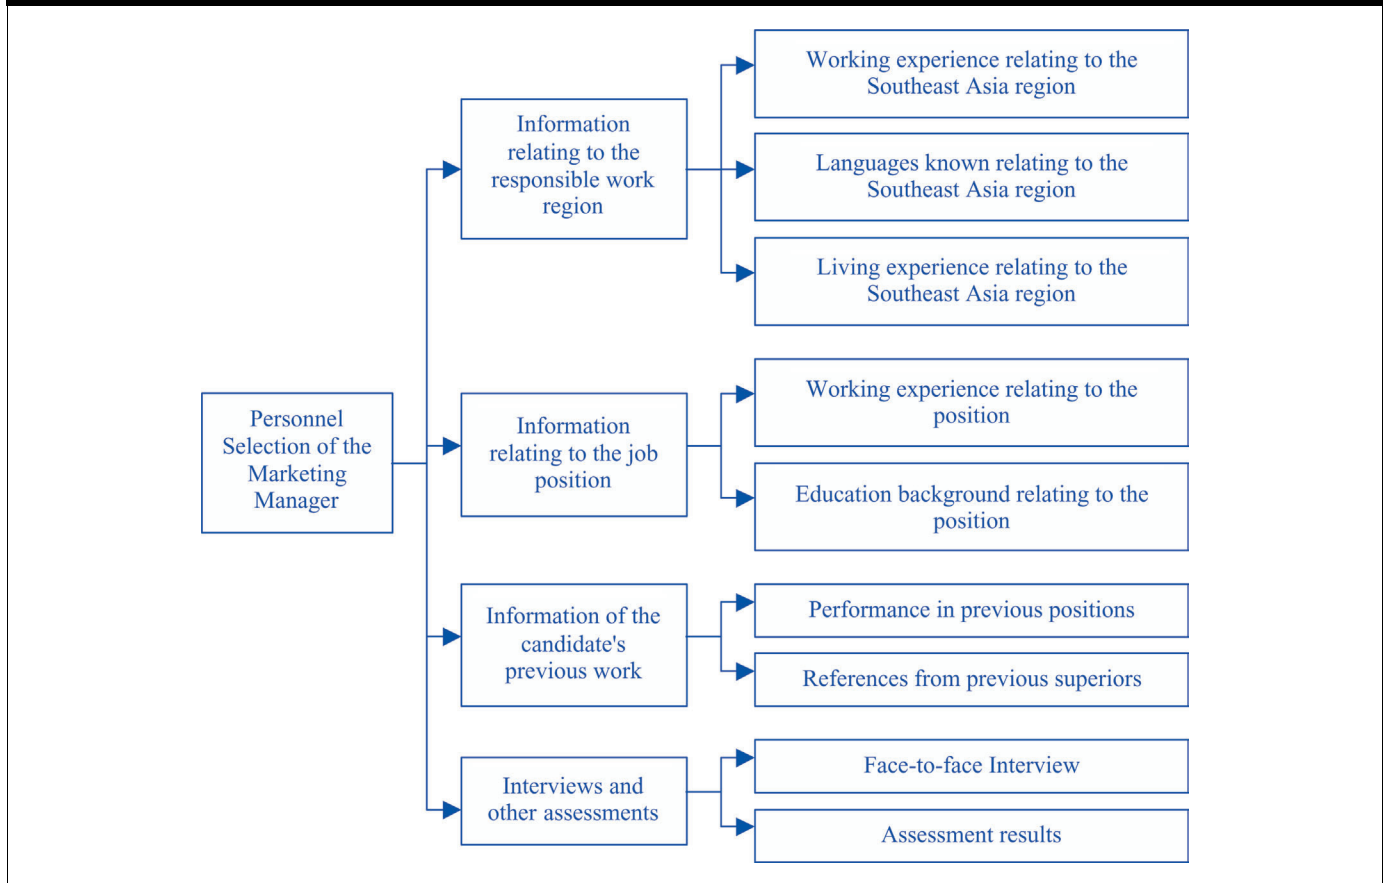 Personnel
Selection of the
Marketing
Manager
Information
relating to the
responsible work
region
Working experience relating to the
Southeast Asia region
Languages known relating to the
Southeast Asia region
Living experience relating to the
Southeast Asia region
Information
relating to the job
position
Working experience relating to the
position
Education background relating to the
position
Information of the
candidate's
previous work
Performance in previous positions
References from previous superiors
Interviews and
other assessments
Face-to-face Interview
Assessment results